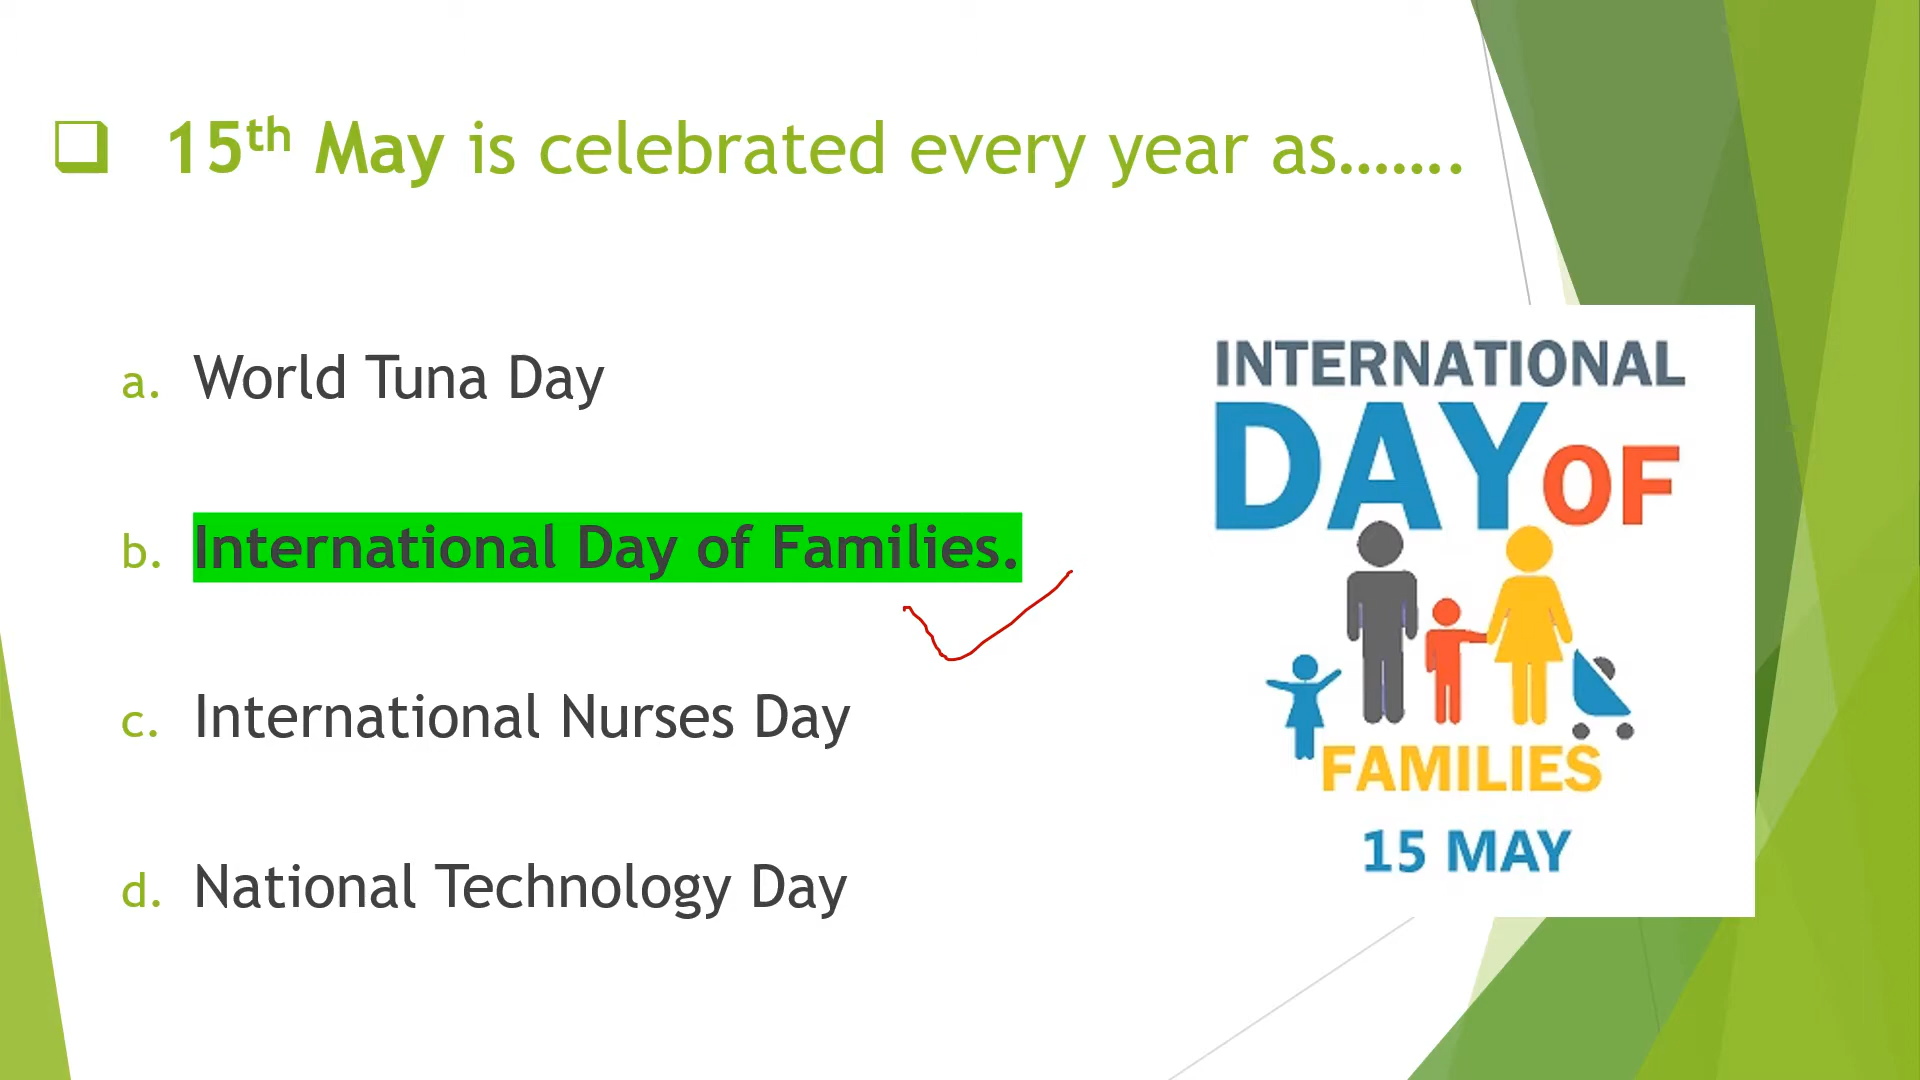 15th May is celebrated every year as.......
a. World Tuna Day
b. International Day of Families.
c. International Nurses Day
d. National Technology Day
INTERNATIONAL
DAY OF
FAMILIES
15 MAY